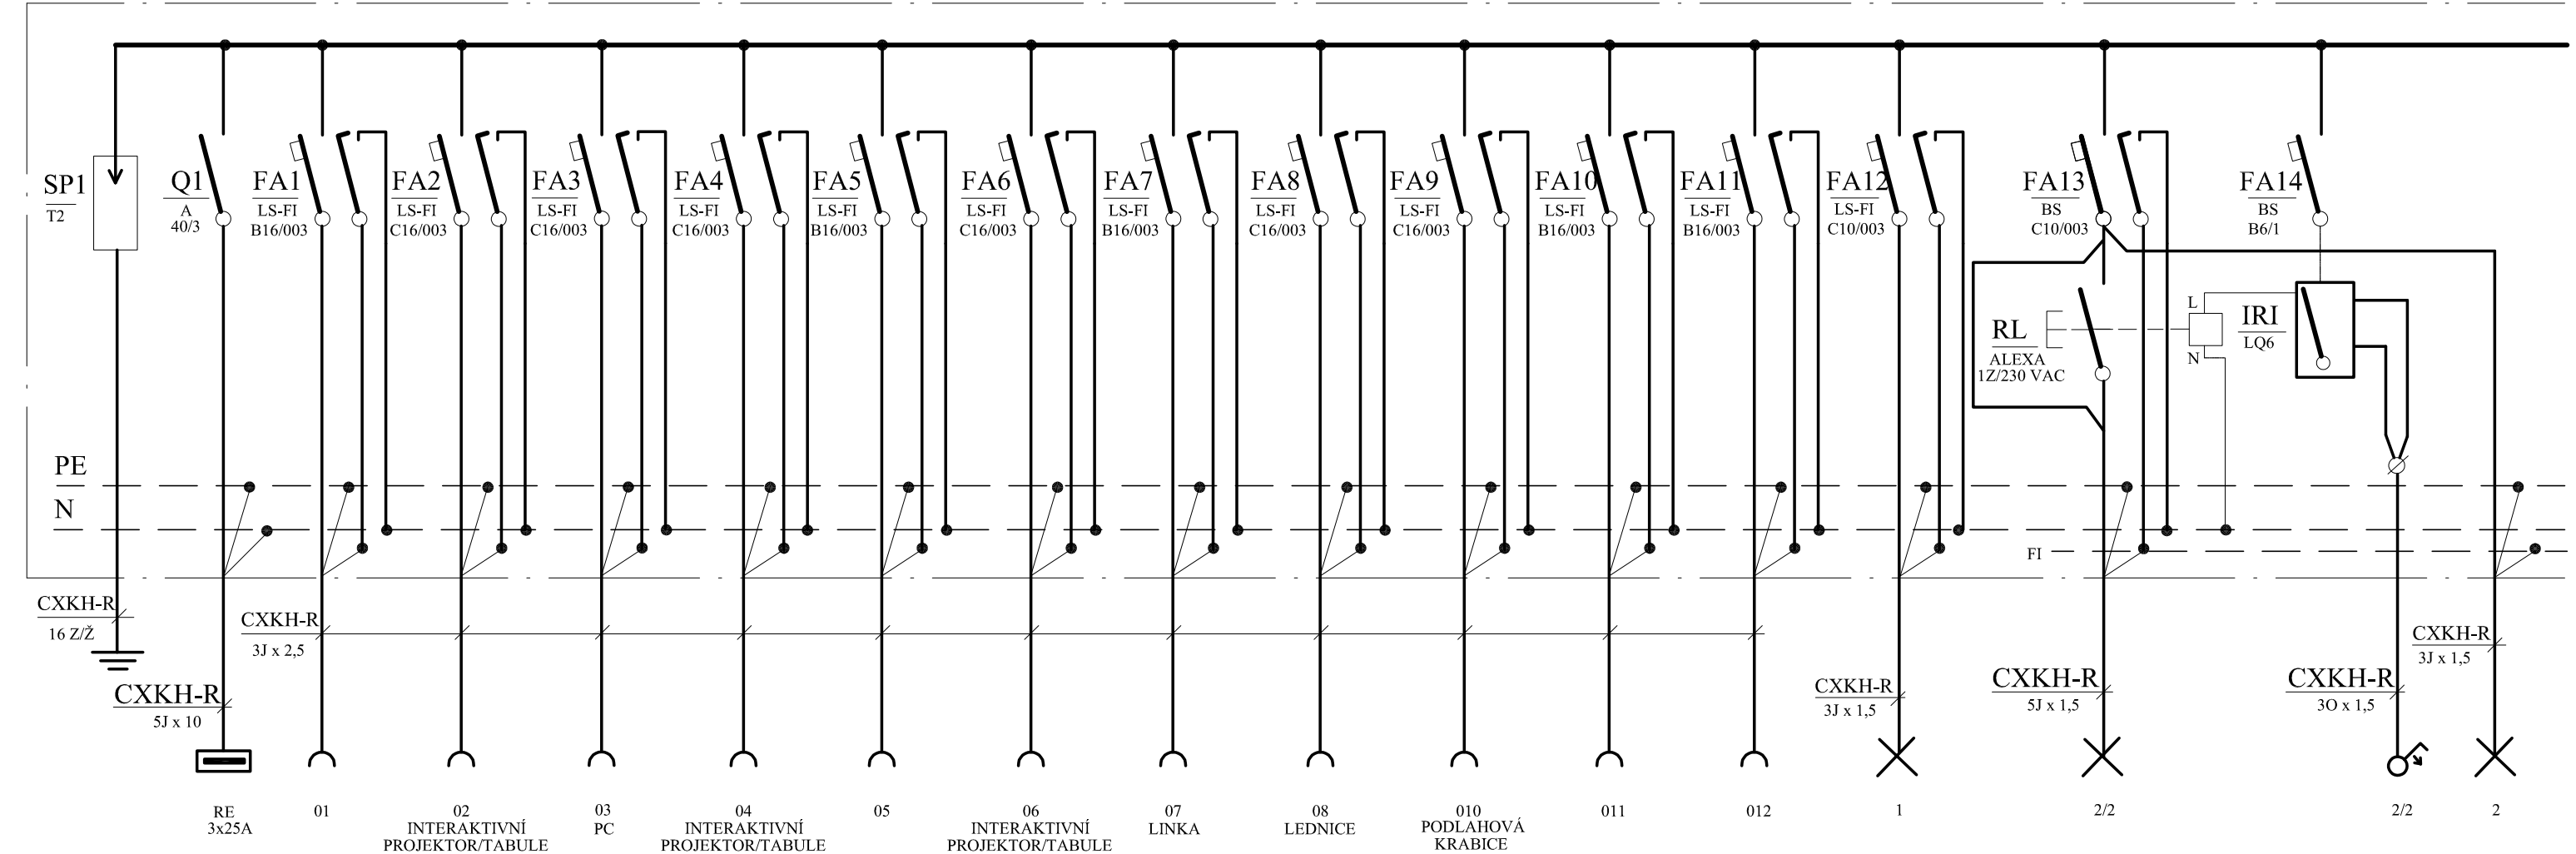 SP1
T2
Q1
A
40/3
FA1
LS-FI
B16/003
FA2
LS-FI
C16/003
FA3
LS-FI
C16/003
FA4
LS-FI
C16/003
FA5
LS-FI
B16/003
FA6
LS-FI
C16/003
FA7
LS-FI
B16/003
FA8
LS-FI
C16/003
FA9
LS-FI
C16/003
FA10
LS-FI
B16/003
FA11
LS-FI
B16/003
FA12
LS-FI
C10/003
FA13
BS
C10/003
FA14
BS
B6/1
RL
ALEXA
1Z/230 VAC
L
N
IRI
LQ6
PE
N
FI
CXKH-R
16 Z/Ž
CXKH-R
5J x 10
CXKH-R
3J x 2,5
CXKH-R
3J x 1,5
CXKH-R
5J x 1,5
CXKH-R
3O x 1,5
CXKH-R
3J x 1,5
RE
3x25A
01
02
INTERAKTIVNÍ
PROJEKTOR/TABULE
03
PC
04
INTERAKTIVNÍ
PROJEKTOR/TABULE
05
06
INTERAKTIVNÍ
PROJEKTOR/TABULE
07
LINKA
08
LEDNICE
010
PODLAHOVÁ
KRABICE
011
012
1
2/2
2/2
2